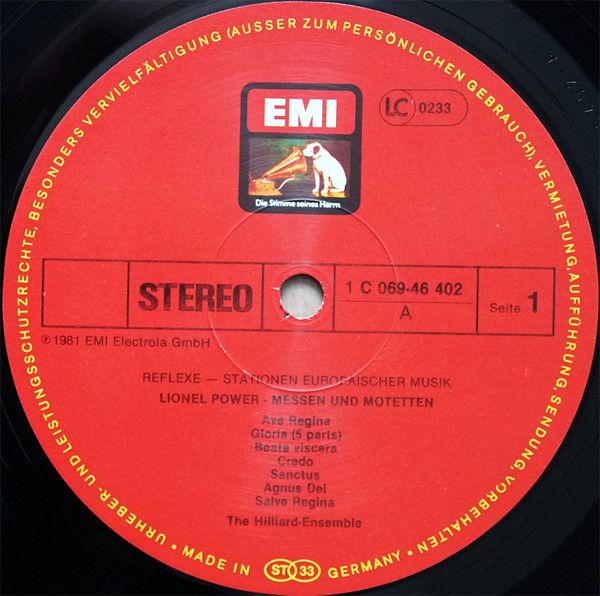 URHEBER- UND LEISTUNGSSCHUTZRECHTE, BESONDERS VERVIELFÄLTIGUNG (AUSSER ZUM PERSÖNLICHEN GEBRAUCH), VERMIETUNG, AUFFÜHRUNG, SENDUNG, VORBEHALTEN
EMI
LC 0233
Die Stimme seines Herrn
STEREO
1 C 069-46 402
A
Seite 1
℗ 1981 EMI Electrola GmbH
REFLEXE — STATIONEN EUROPÄISCHER MUSIK
LIONEL POWER - MESSEN UND MOTETTEN
Ave Regina
Gloria (5 parts)
Beata viscera
Credo
Sanctus
Agnus Dei
Salve Regina
The Hilliard-Ensemble
• MADE IN ST 33 GERMANY •